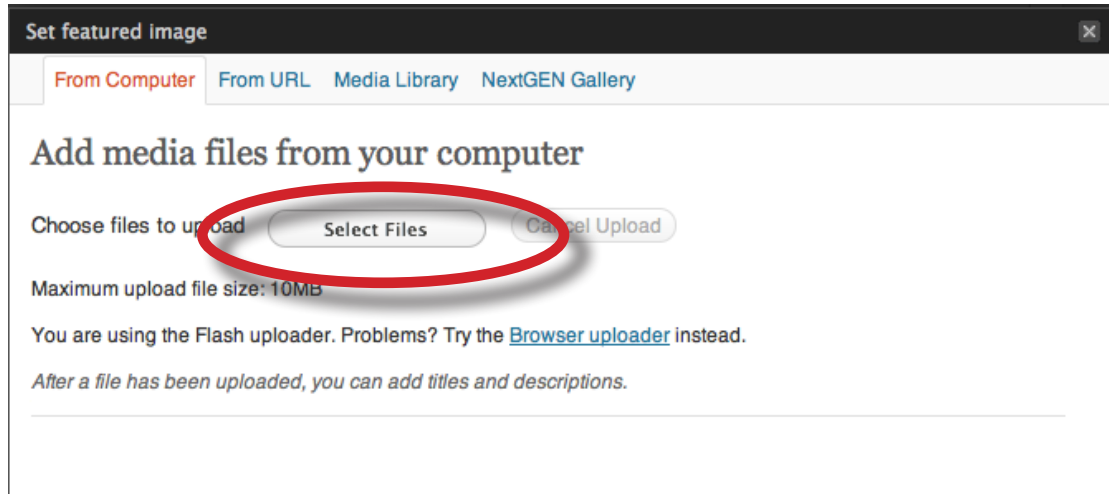 Set featured image
From Computer From URL Media Library NextGEN Gallery
Add media files from your computer
Choose files to upload Select Files Cancel Upload
Maximum upload file size: 10MB
You are using the Flash uploader. Problems? Try the Browser uploader instead.
After a file has been uploaded, you can add titles and descriptions.